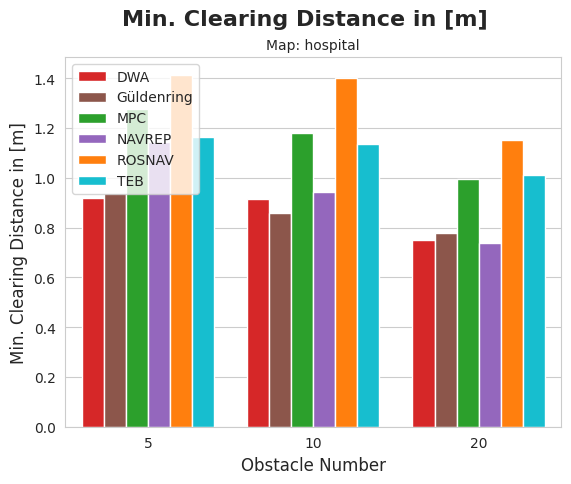 Min. Clearing Distance in [m]
Map: hospital
Min. Clearing Distance in [m]
1.4
1.2
1.0
0.8
0.6
0.4
0.2
0.0
DWA
Güldenring
MPC
NAVREP
ROSNAV
TEB
5
10
20
Obstacle Number